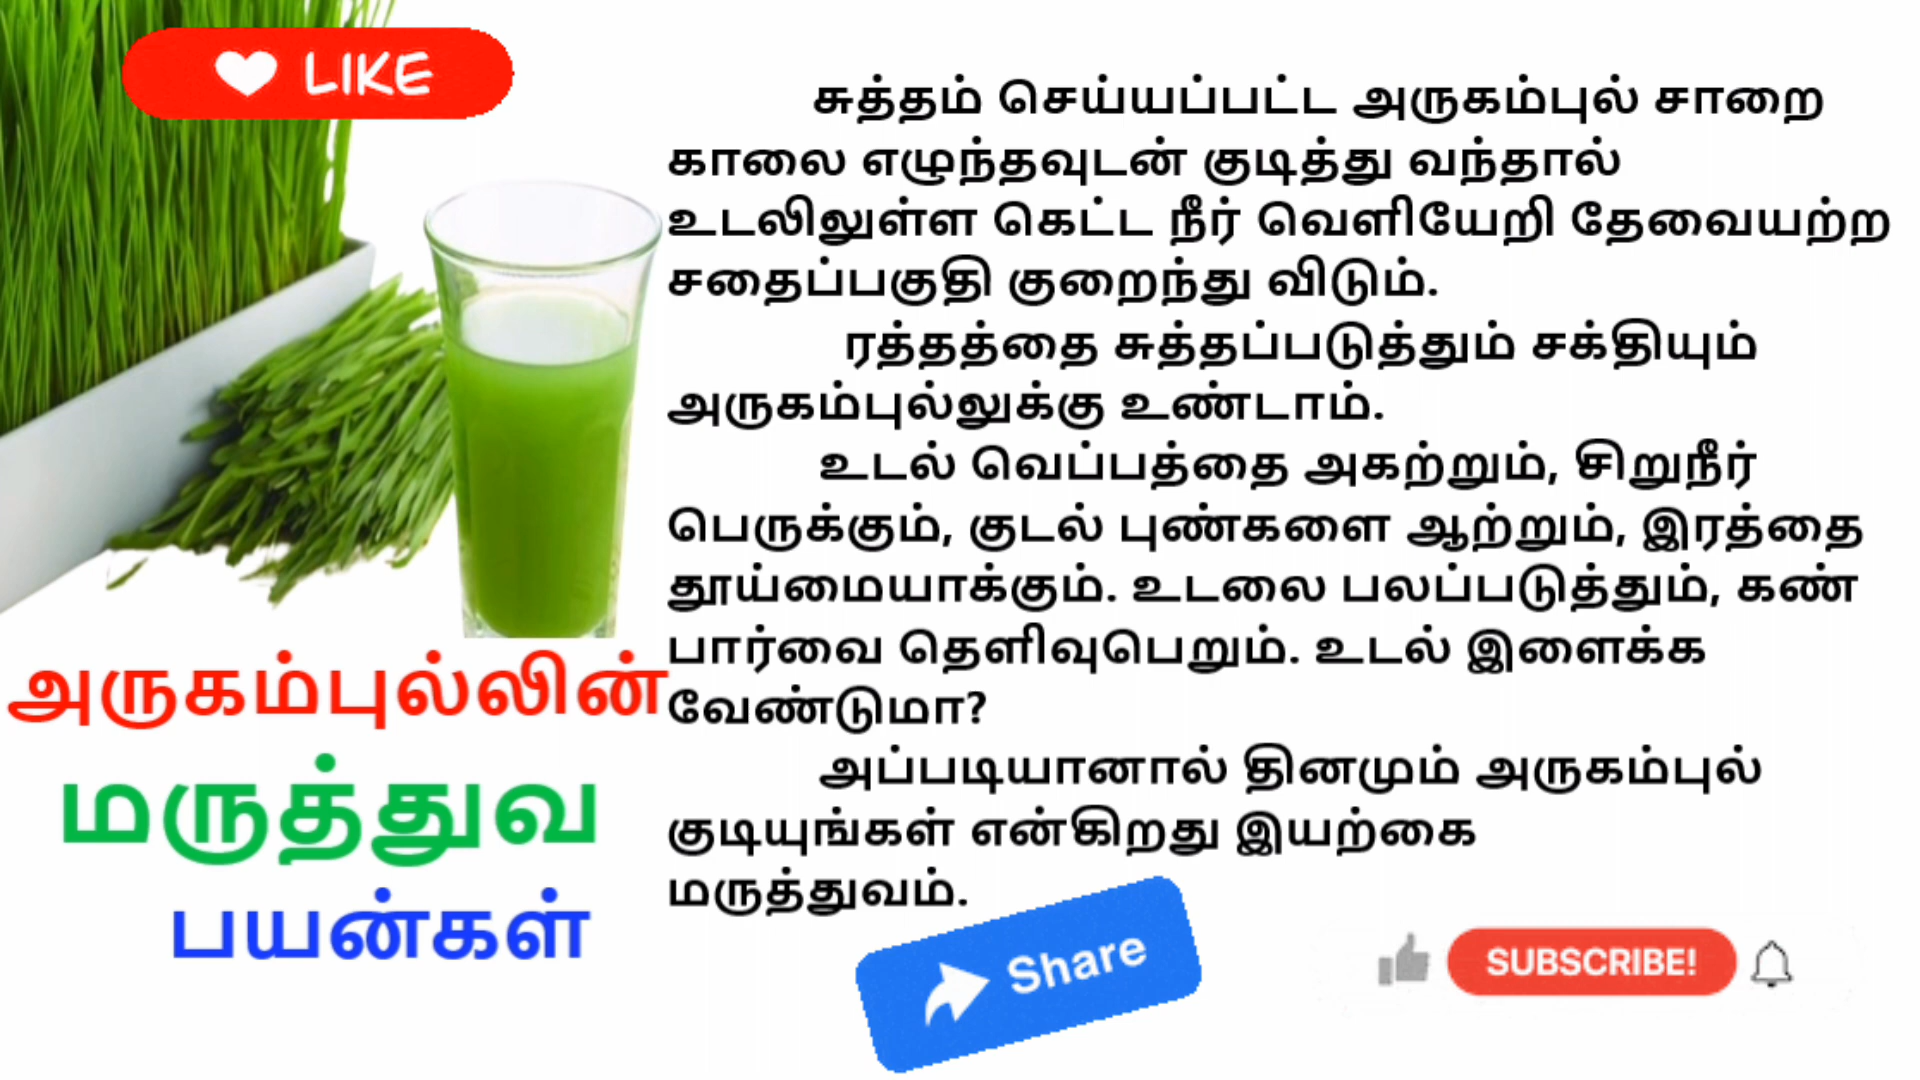 LIKE
சுத்தம் செய்யப்பட்ட அருகம்புல் சாறை
காலை எழுந்தவுடன் குடித்து வந்தால்
உடலிலுள்ள கெட்ட நீர் வெளியேறி தேவையற்ற
சதைப்பகுதி குறைந்து விடும்.
ரத்தத்தை சுத்தப்படுத்தும் சக்தியும்
அருகம்புல்லுக்கு உண்டாம்.
உடல் வெப்பத்தை அகற்றும், சிறுநீர்
பெருக்கும், குடல் புண்களை ஆற்றும், இரத்தை
தூய்மையாக்கும். உடலை பலப்படுத்தும், கண்
பார்வை தெளிவுபெறும். உடல் இளைக்க
வேண்டுமா?
அப்படியானால் தினமும் அருகம்புல்
குடியுங்கள் என்கிறது இயற்கை
மருத்துவம்.
அருகம்புல்லின்
மருத்துவ
பயன்கள்
Share
SUBSCRIBE!